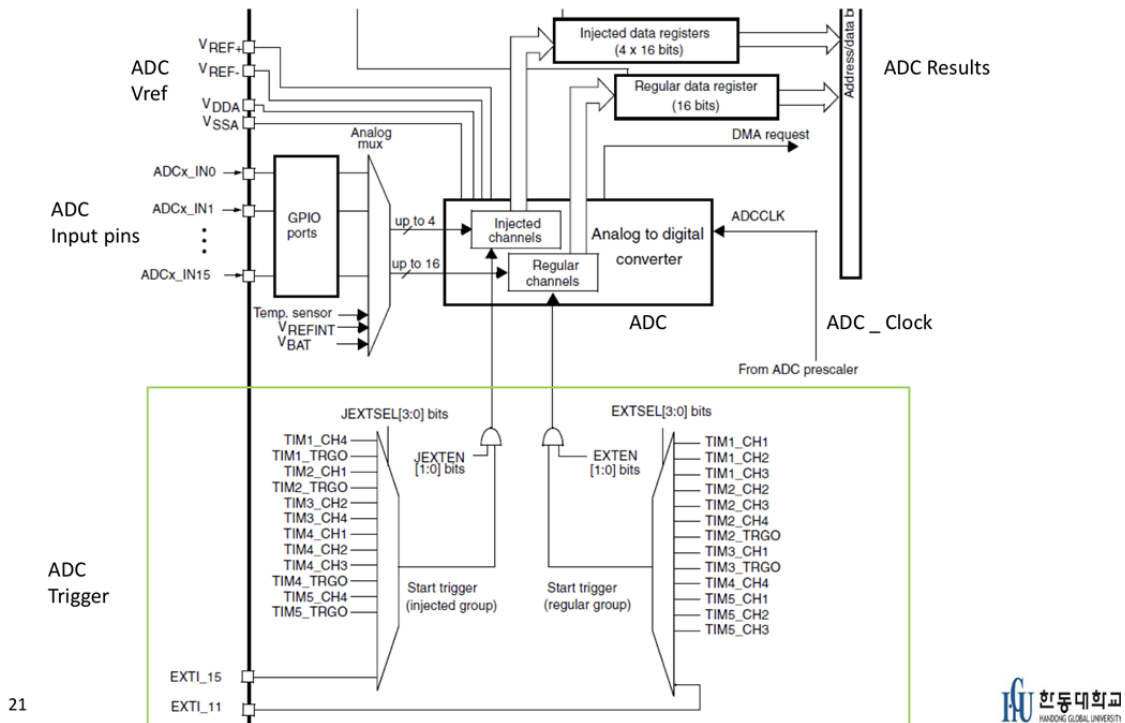 Injected data registers
(4 x 16 bits)
Regular data register
(16 bits)
Address/data b
ADC Results
ADC
Vref
VREF+
VREF-
VDDA
VSSA
Analog
mux
DMA request
ADC
Input pins
ADCx_IN0
ADCx_IN1
ADCx_IN15
GPIO
ports
up to 4
up to 16
Injected
channels
Regular
channels
Analog to digital
converter
ADCCLK
ADC
ADC _ Clock
From ADC prescaler
Temp. sensor
VREFINT
VBAT
ADC
Trigger
JEXTSEL[3:0] bits
TIM1_CH4
TIM1_TRGO
TIM2_CH1
TIM2_TRGO
TIM3_CH2
TIM3_CH4
TIM4_CH1
TIM4_CH2
TIM4_CH3
TIM4_TRGO
TIM5_CH4
TIM5_TRGO
JEXTEN
[1:0] bits
Start trigger
(injected group)
EXTSEL[3:0] bits
EXTEN
[1:0] bits
Start trigger
(regular group)
TIM1_CH1
TIM1_CH2
TIM1_CH3
TIM2_CH2
TIM2_CH3
TIM2_CH4
TIM2_TRGO
TIM3_CH1
TIM3_TRGO
TIM4_CH4
TIM5_CH1
TIM5_CH2
TIM5_CH3
EXTI_15
EXTI_11
21
한동대학교
HANDONG GLOBAL UNIVERSITY